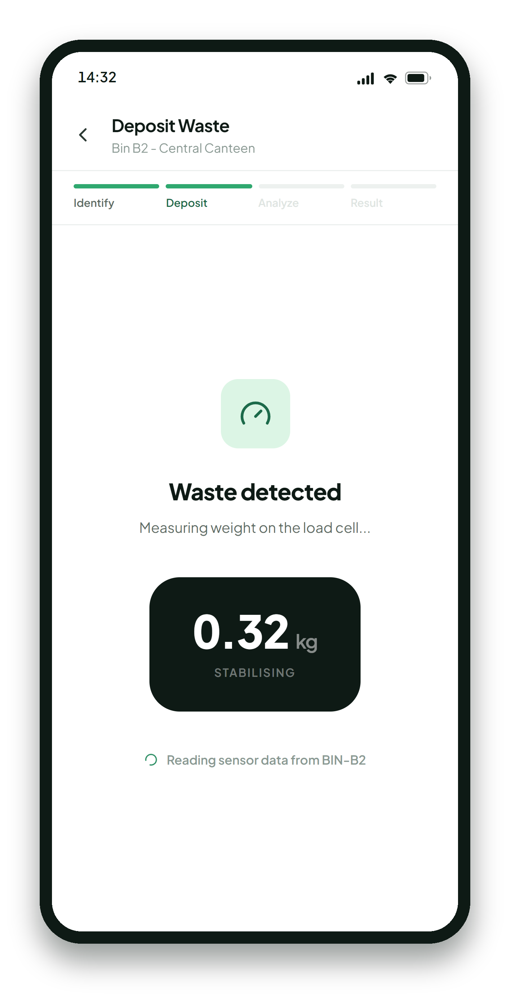 14:32
Deposit Waste
Bin B2 - Central Canteen
Identify Deposit Analyze Result
Waste detected
Measuring weight on the load cell...
0.32 kg
STABILISING
Reading sensor data from BIN-B2